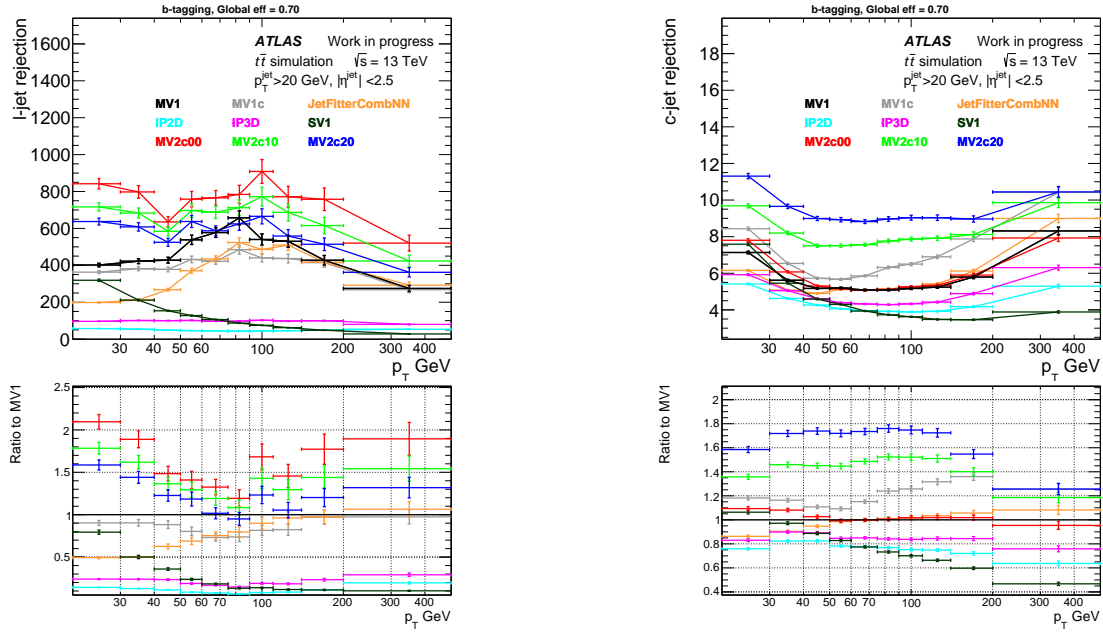 b-tagging, Global eff = 0.70
l-jet rejection
1600
1400
1200
1000
800
600
400
200
0
ATLAS Work in progress
tt̄ simulation √s = 13 TeV
p_T^jet >20 GeV, |η^jet| <2.5
MV1 MV1c JetFitterCombNN
IP2D IP3D SV1
MV2c00 MV2c10 MV2c20
30 40 50 60 100 200 300 400
p_T GeV
Ratio to MV1
2.5
2
1.5
1
0.5
30 40 50 60 70 100 200 300 400
p_T GeV
b-tagging, Global eff = 0.70
c-jet rejection
18
16
14
12
10
8
6
4
ATLAS Work in progress
tt̄ simulation √s = 13 TeV
p_T^jet >20 GeV, |η^jet| <2.5
MV1 MV1c JetFitterCombNN
IP2D IP3D SV1
MV2c00 MV2c10 MV2c20
30 40 50 60 100 200 300 400
p_T GeV
Ratio to MV1
2
1.8
1.6
1.4
1.2
1
0.8
0.6
0.4
30 40 50 60 70 100 200 300 400
p_T GeV